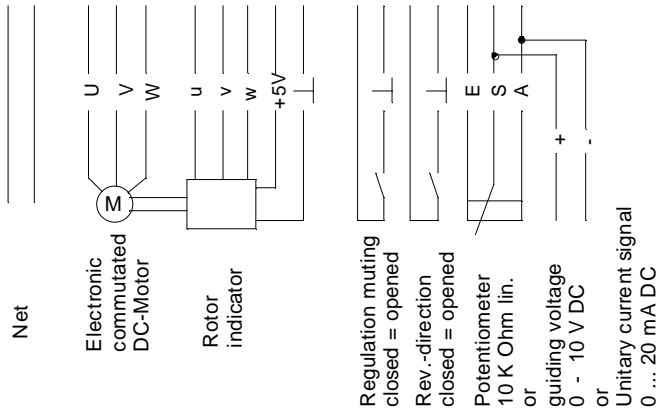 U
V
W
u
v
w
+5V
E
S
A
+
-
M
Net
Electronic
commutated
DC-Motor
Rotor
indicator
Regulation muting
closed = opened
Rev.-direction
closed = opened
Potentiometer
10 K Ohm lin.
or
guiding voltage
0 - 10 V DC
or
Unitary current signal
0 ... 20 mA DC